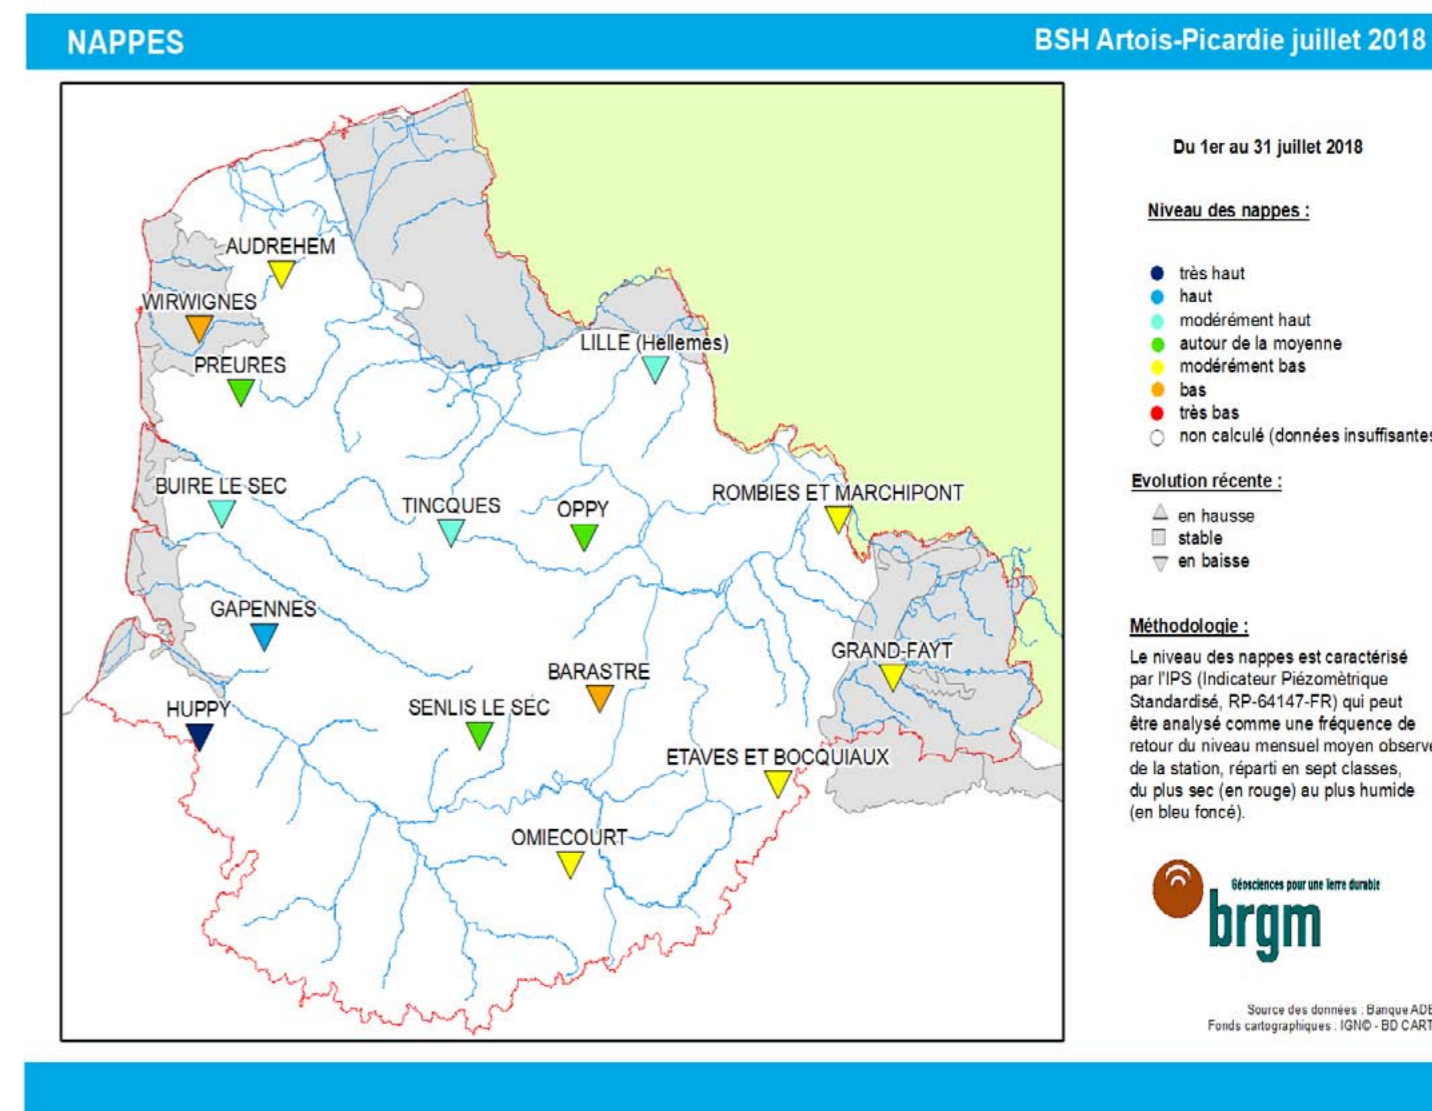 NAPPES
BSH Artois-Picardie juillet 2018
AUDREHEM
WIRWIGNES
PREURES
LILLE (Hellemes)
BUIRE LE SEC
TINCQUES
OPPY
ROMBIES ET MARCHIPONT
GAPENNES
GRAND-FAYT
BARASTRE
HUPPY
SENLIS LE SEC
ETAVES ET BOCQUIAUX
OMIECOURT
Du 1er au 31 juillet 2018
Niveau des nappes :
très haut
haut
modérément haut
autour de la moyenne
modérément bas
bas
très bas
non calculé (données insuffisantes
Evolution récente :
en hausse
stable
en baisse
Méthodologie :
Le niveau des nappes est caractérisé
par l'IPS (Indicateur Piézomètrique
Standardisé, RP-64147-FR) qui peut
être analysé comme une fréquence de
retour du niveau mensuel moyen observé
de la station, réparti en sept classes,
du plus sec (en rouge) au plus humide
(en bleu foncé).
Géosciences pour une Terre durable
brgm
Source des données : Banque ADE
Fonds cartographiques : IGN© - BD CART